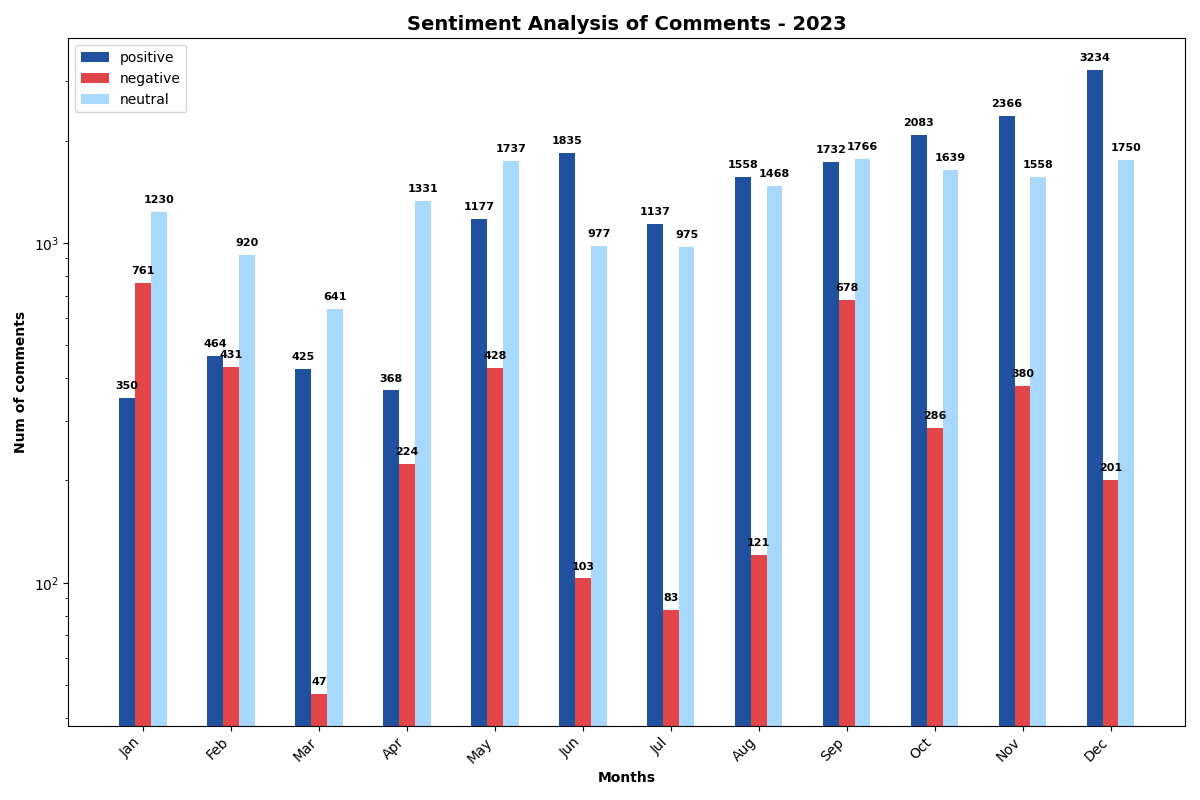 Sentiment Analysis of Comments - 2023
positive
negative
neutral
Num of comments
10³
10²
350
761
1230
464
431
920
425
47
641
368
224
1331
1177
428
1737
1835
103
977
1137
83
975
1558
121
1468
1732
678
1766
2083
286
1639
2366
380
1558
3234
201
1750
Jan
Feb
Mar
Apr
May
Jun
Jul
Aug
Sep
Oct
Nov
Dec
Months